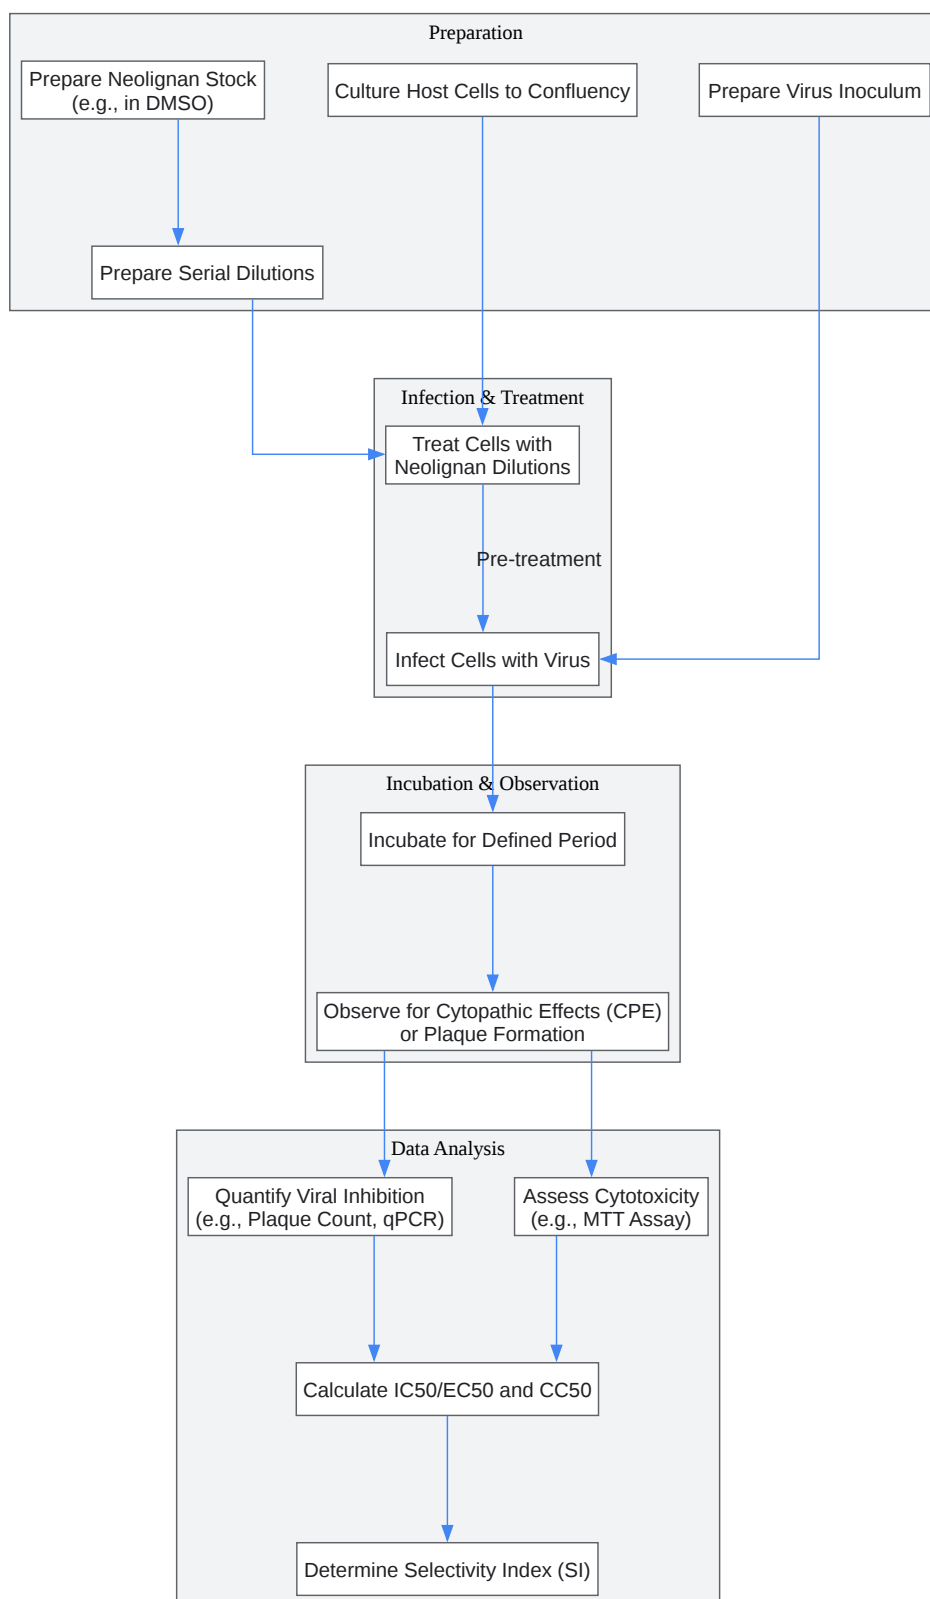 Preparation
Prepare Neolignan Stock
(e.g., in DMSO)
Culture Host Cells to Confluency
Prepare Virus Inoculum
Prepare Serial Dilutions
Infection & Treatment
Treat Cells with
Neolignan Dilutions
Pre-treatment
Infect Cells with Virus
Incubation & Observation
Incubate for Defined Period
Observe for Cytopathic Effects (CPE)
or Plaque Formation
Data Analysis
Quantify Viral Inhibition
(e.g., Plaque Count, qPCR)
Assess Cytotoxicity
(e.g., MTT Assay)
Calculate IC50/EC50 and CC50
Determine Selectivity Index (SI)